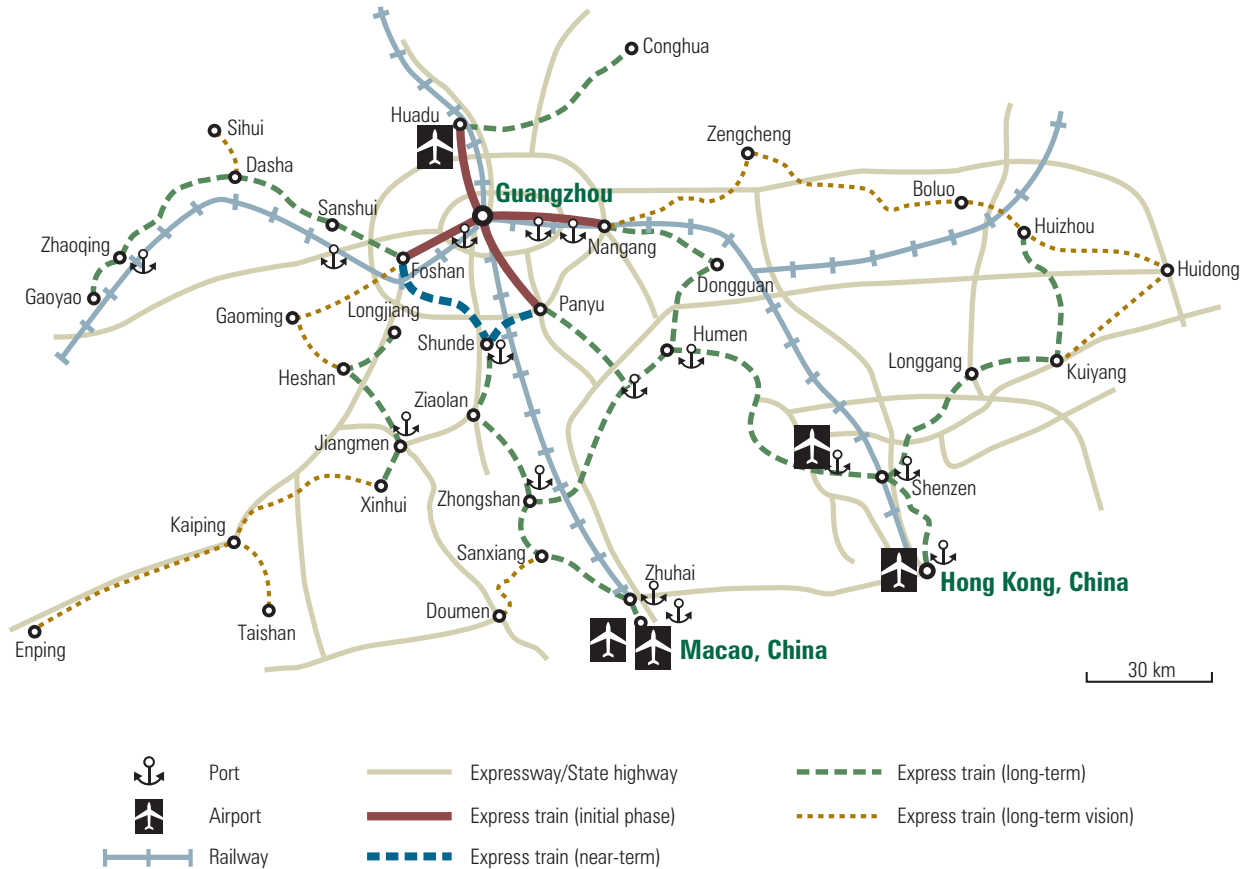 Conghua
Huadu
Sihui
Zengcheng
Dasha
Guangzhou
Boluo
Sanshui
Huizhou
Zhaoqing
Nangang
Foshan
Huidong
Dongguan
Gaoyao
Longjiang
Panyu
Gaoming
Shunde
Humen
Longgang
Kuiyang
Heshan
Ziaolan
Jiangmen
Shenzen
Xinhui
Zhongshan
Kaiping
Sanxiang
Zhuhai
Hong Kong, China
Doumen
Taishan
Enping
Macao, China
30 km
Port
Expressway/State highway
Express train (long-term)
Airport
Express train (initial phase)
Express train (long-term vision)
Railway
Express train (near-term)